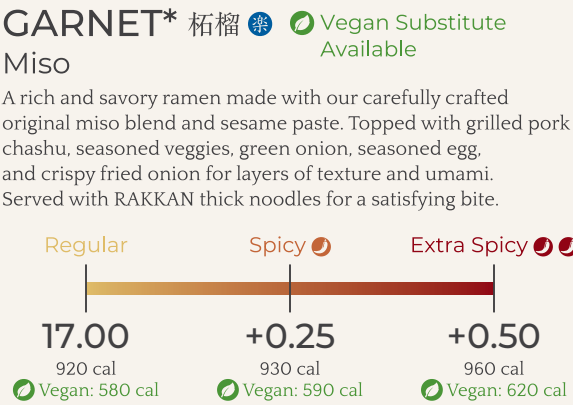 GARNET* 柘榴 楽 Vegan Substitute Available
Miso
A rich and savory ramen made with our carefully crafted
original miso blend and sesame paste. Topped with grilled pork
chashu, seasoned veggies, green onion, seasoned egg,
and crispy fried onion for layers of texture and umami.
Served with RAKKAN thick noodles for a satisfying bite.
Regular Spicy Extra Spicy
17.00 +0.25 +0.50
920 cal 930 cal 960 cal
Vegan: 580 cal Vegan: 590 cal Vegan: 620 cal